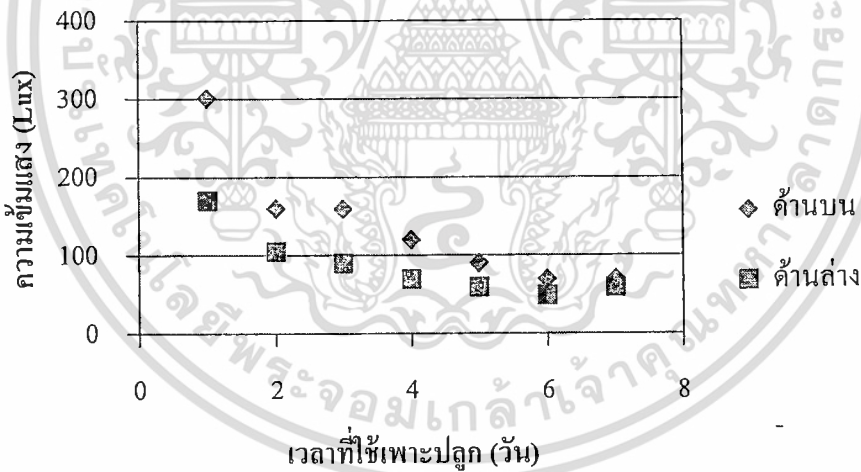 400
300
200
100
0
ความเข้มแสง (Lux)
0 2 4 6 8
เวลาที่ใช้เพาะปลูก (วัน)
ด้านบน
ด้านล่าง